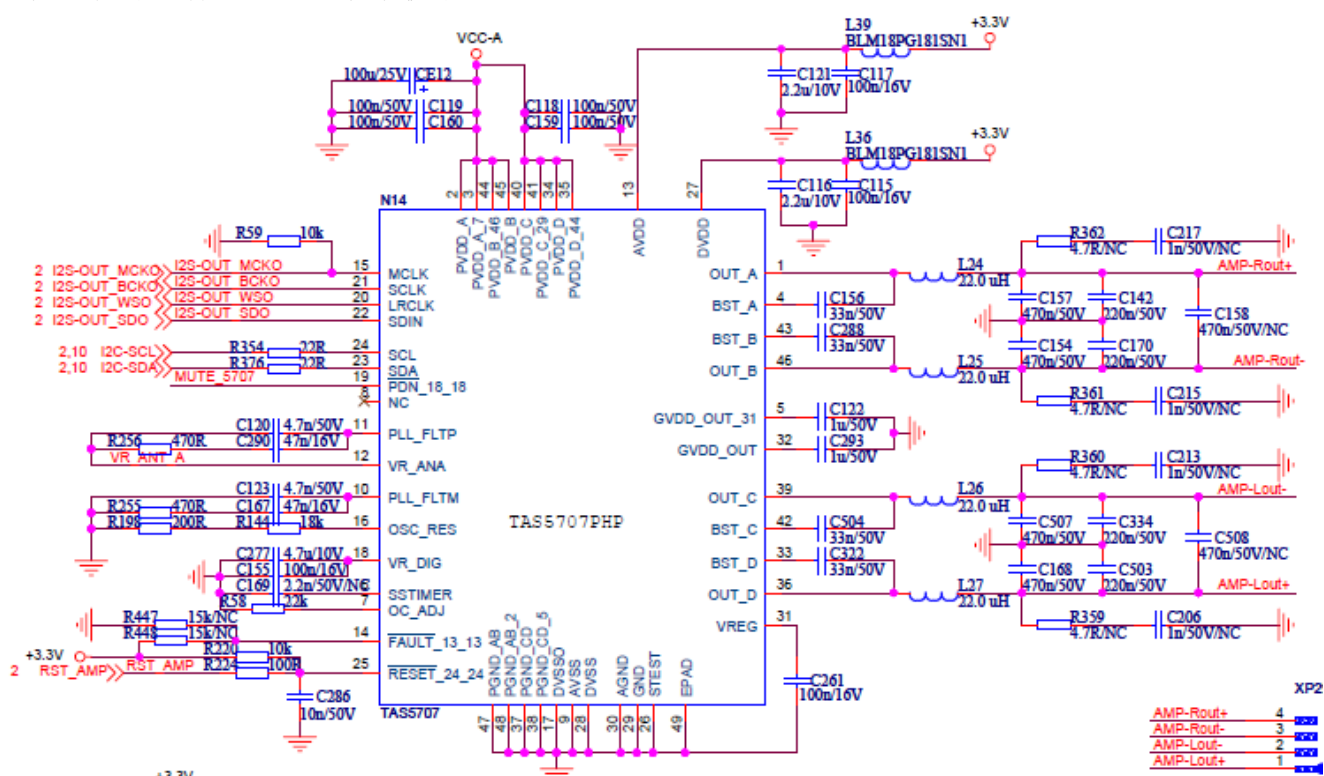 L39
+3.3V
BLM18PG181SN1
VCC-A
100u/25V CE12
C121
2.2u/10V
C117
100n/16V
100n/50V C119
100n/50V C160
C118 100n/50V
C159 100n/50V
L36
+3.3V
BLM18PG181SN1
C116
2.2u/10V
C115
100n/16V
2 3 44 45 40 41 34 35 13 27
N14
PVDD_A
PVDD_A_7
PVDD_B_46
PVDD_B
PVDD_C
PVDD_C_29
PVDD_D
PVDD_D_44
AVDD
DVDD
R59 10k
2 I2S-OUT_MCKO I2S-OUT_MCKO 15 MCLK
2 I2S-OUT_BCKO I2S-OUT_BCKO 21 SCLK
2 I2S-OUT_WSO I2S-OUT_WSO 20 LRCLK
2 I2S-OUT_SDO I2S-OUT_SDO 22 SDIN
2,10 I2C-SCL R354 22R 24 SCL
2,10 I2C-SDA R376 22R 23 SDA
MUTE_5707 19 PDN_18_18
8 NC
C120 4.7n/50V 11 PLL_FLTP
R256 470R C290 47n/16V
VR_ANT_A 12 VR_ANA
C123 4.7n/50V 10 PLL_FLTM
R255 470R C167 47n/16V
R198 200R R144 18k 16 OSC_RES
C277 4.7u/10V 18 VR_DIG
C155 100n/16V
C169 2.2n/50V/NC SSTIMER
R58 22k 7 OC_ADJ
R447 15k/NC
R448 15k/NC 14 FAULT_13_13
+3.3V R220 10k
2 RST_AMP RST_AMP R224 100R 25 RESET_24_24
C286
10n/50V
TAS5707PHP
TAS5707
OUT_A 1
BST_A 4
BST_B 43
OUT_B 46
GVDD_OUT_31 5
GVDD_OUT 32
OUT_C 39
BST_C 42
BST_D 33
OUT_D 36
VREG 31
C156
33n/50V
C288
33n/50V
L24
22.0 uH
L25
22.0 uH
C122
1u/50V
C293
1u/50V
C504
33n/50V
C322
33n/50V
L26
22.0 uH
L27
22.0 uH
C261
100n/16V
R362
4.7R/NC
C217
1n/50V/NC
AMP-Rout+
C157
470n/50V
C142
220n/50V
C158
470n/50V/NC
C154
470n/50V
C170
220n/50V
AMP-Rout-
R361
4.7R/NC
C215
1n/50V/NC
R360
4.7R/NC
C213
1n/50V/NC
AMP-Lout-
C507
470n/50V
C334
220n/50V
C508
470n/50V/NC
C168
470n/50V
C503
220n/50V
AMP-Lout+
R359
4.7R/NC
C206
1n/50V/NC
PGND_AB
PGND_AB_2
PGND_CD
PGND_CD_5
DVSSO
AVSS
DVSS
AGND
GND
STEST
EPAD
47 48 37 38 17 9 28 30 29 26 49
AMP-Rout+ 4
AMP-Rout- 3
AMP-Lout- 2
AMP-Lout+ 1